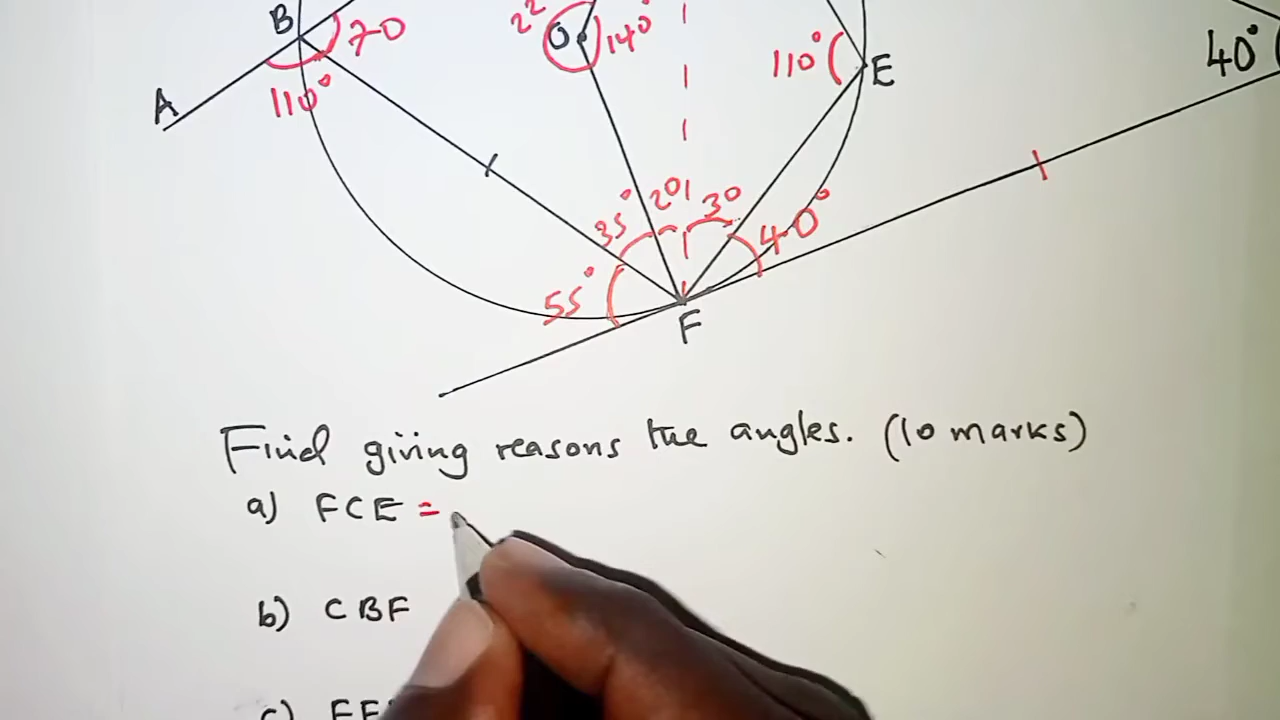 B 70 22 O 140° 110° E 40°
A 110°
35° 20 30 40°
55°
F
Find giving reasons the angles. (10 marks)
a) FCE =
b) CBF
c)